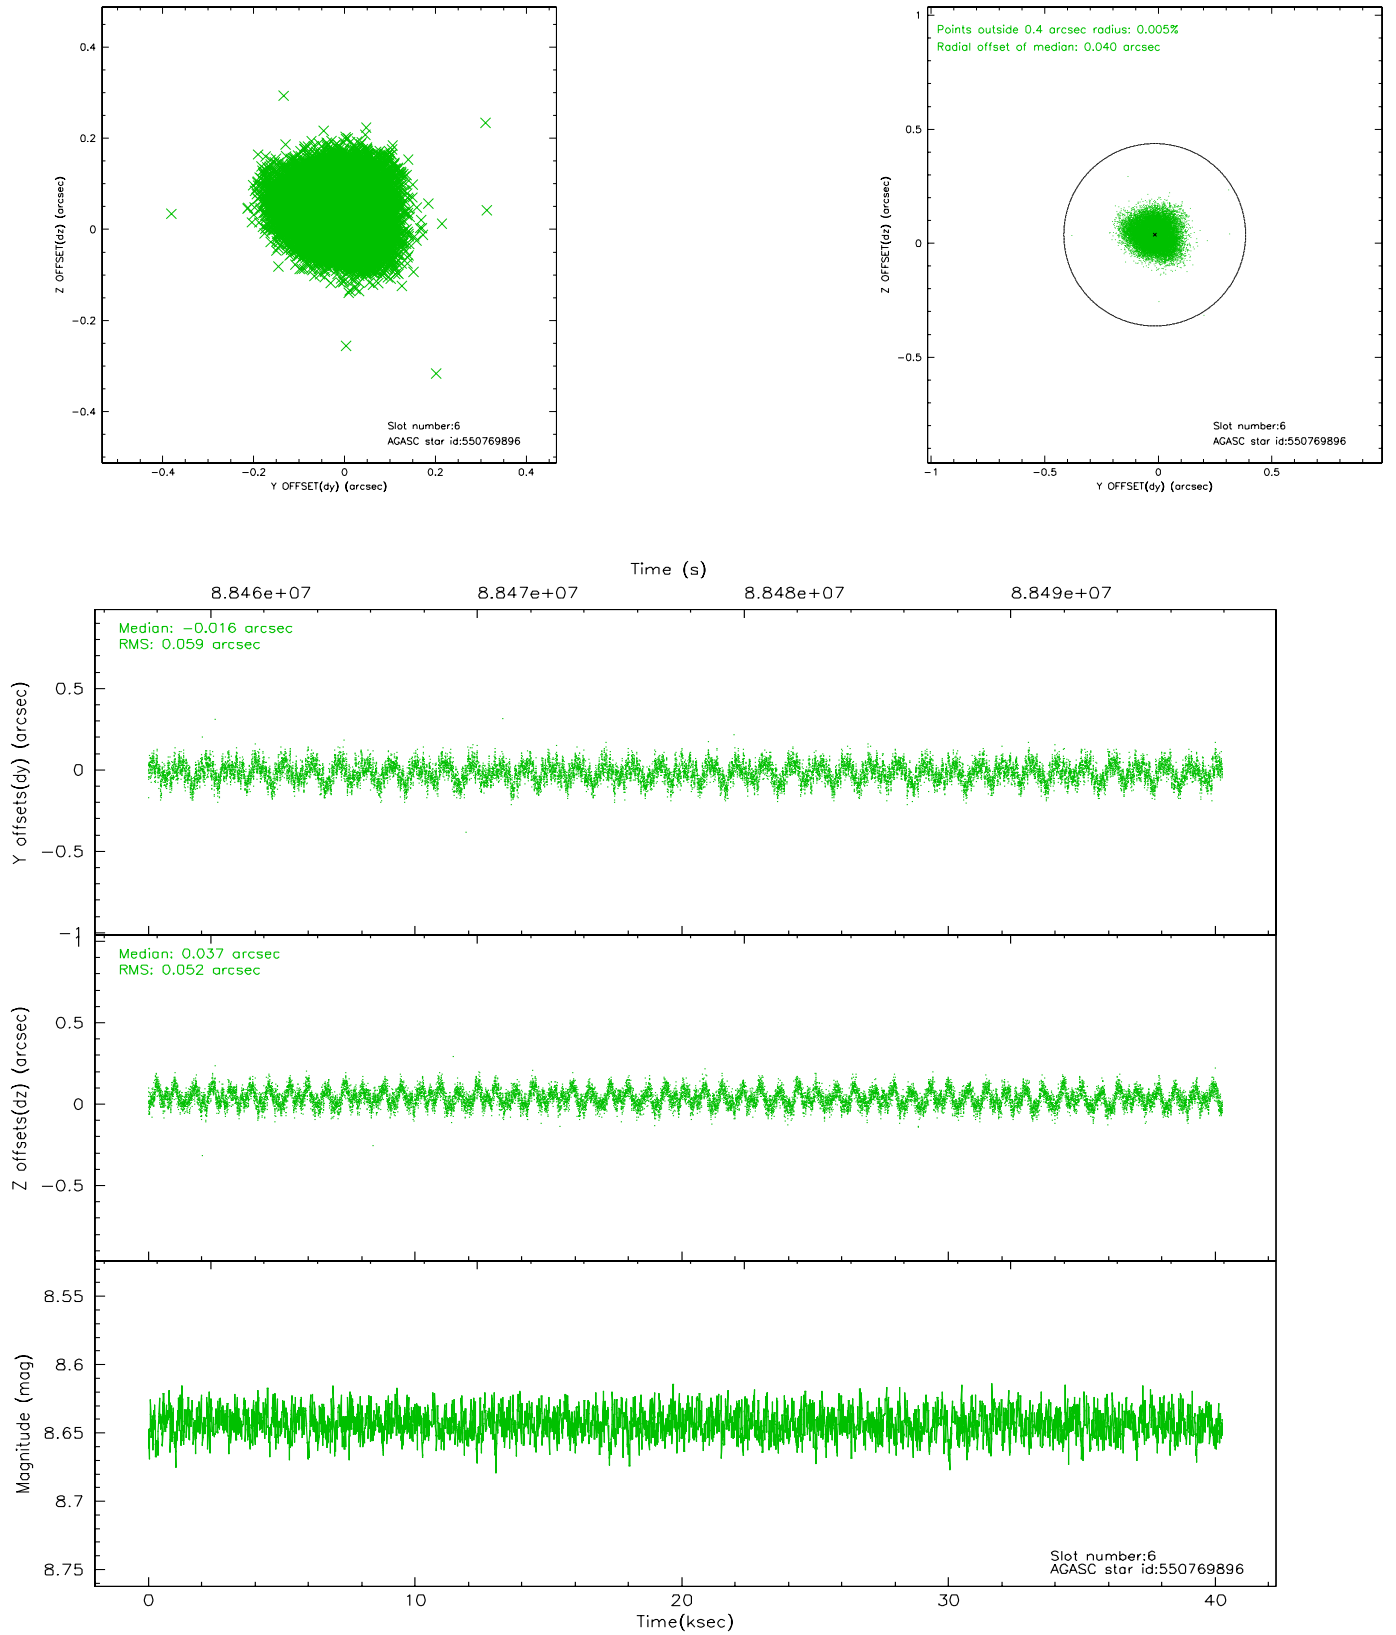 0.4
0.2
0
−0.2
−0.4
Z OFFSET(dz) (arcsec)
Slot number:6
AGASC star id:550769896
−0.4
−0.2
0
0.2
0.4
Y OFFSET(dy) (arcsec)
Points outside 0.4 arcsec radius: 0.005%
Radial offset of median: 0.040 arcsec
1
0.5
0
−0.5
Z OFFSET(dz) (arcsec)
Slot number:6
AGASC star id:550769896
−1
−0.5
0
0.5
Y OFFSET(dy) (arcsec)
Time (s)
8.846e+07
8.847e+07
8.848e+07
8.849e+07
Median: −0.016 arcsec
RMS: 0.059 arcsec
0.5
0
−0.5
−1
Y offsets(dy) (arcsec)
Median: 0.037 arcsec
RMS: 0.052 arcsec
1
0.5
0
−0.5
Z offsets(dz) (arcsec)
8.55
8.6
8.65
8.7
8.75
Magnitude (mag)
Slot number:6
AGASC star id:550769896
0
10
20
30
40
Time(ksec)